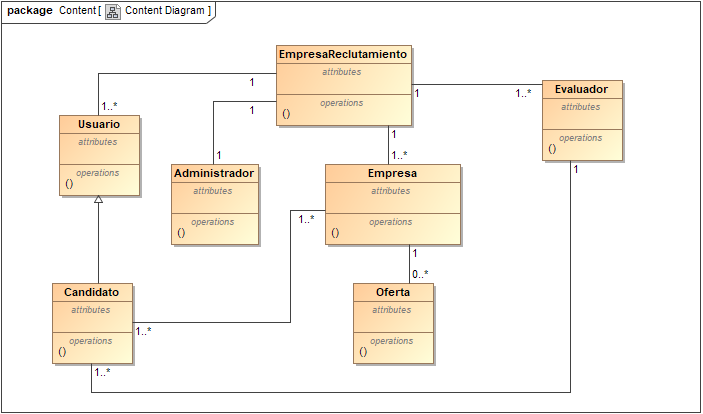 package Content [ Content Diagram ]
EmpresaReclutamiento
attributes
operations
()
1
1
1
1..*
1
1..*
1
1..*
Usuario
attributes
operations
()
Evaluador
attributes
operations
()
1
Administrador
attributes
operations
()
Empresa
attributes
operations
()
1..*
1
0..*
Candidato
attributes
operations
()
1..*
1..*
Oferta
attributes
operations
()